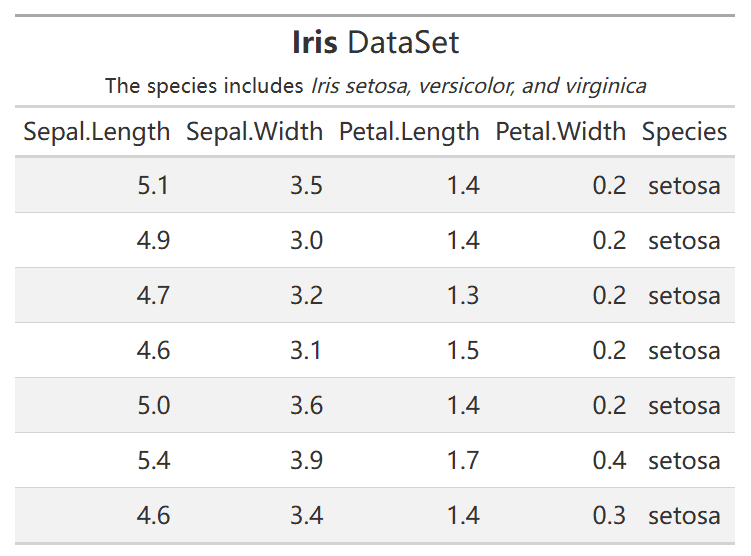 Iris DataSet
The species includes Iris setosa, versicolor, and virginica
Sepal.Length Sepal.Width Petal.Length Petal.Width Species
5.1 3.5 1.4 0.2 setosa
4.9 3.0 1.4 0.2 setosa
4.7 3.2 1.3 0.2 setosa
4.6 3.1 1.5 0.2 setosa
5.0 3.6 1.4 0.2 setosa
5.4 3.9 1.7 0.4 setosa
4.6 3.4 1.4 0.3 setosa